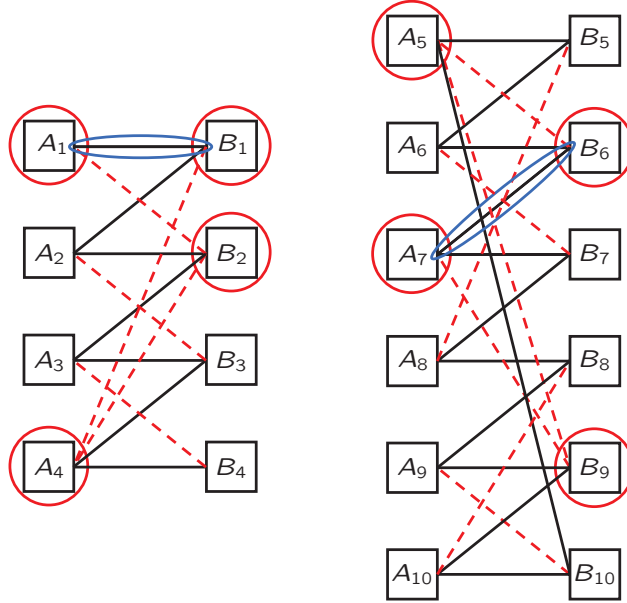 A₁ B₁
A₂ B₂
A₃ B₃
A₄ B₄
A₅ B₅
A₆ B₆
A₇ B₇
A₈ B₈
A₉ B₉
A₁₀ B₁₀